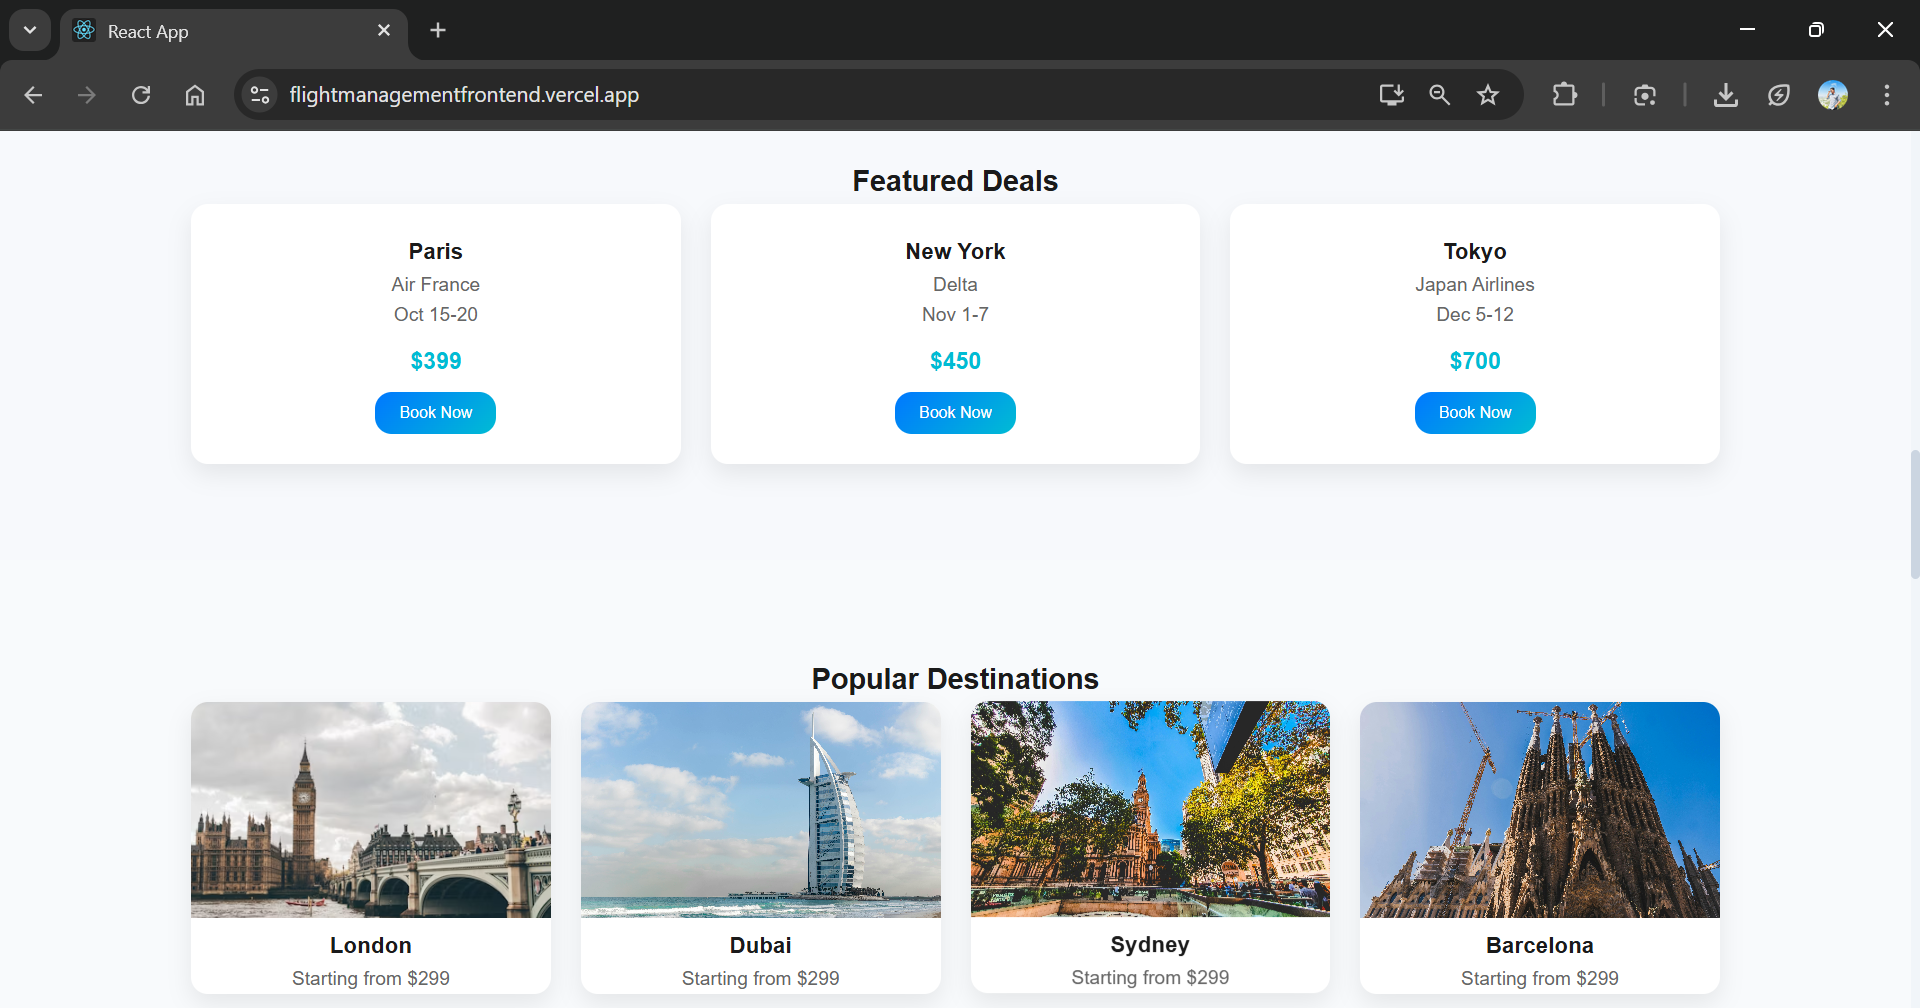 React App
flightmanagementfrontend.vercel.app
Featured Deals
Paris
Air France
Oct 15-20
$399
Book Now
New York
Delta
Nov 1-7
$450
Book Now
Tokyo
Japan Airlines
Dec 5-12
$700
Book Now
Popular Destinations
London
Starting from $299
Dubai
Starting from $299
Sydney
Starting from $299
Barcelona
Starting from $299